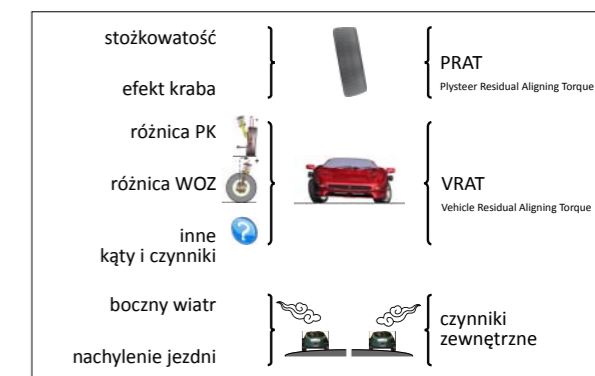 stożkowatość
efekt kraba
PRAT
Plysteer Residual Aligning Torque
różnica PK
różnica WOZ
inne
kąty i czynniki
?
VRAT
Vehicle Residual Aligning Torque
boczny wiatr
nachylenie jezdni
czynniki
zewnętrzne